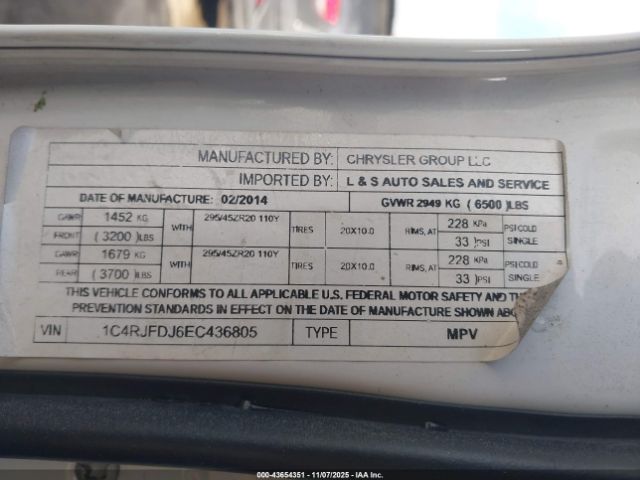 MANUFACTURED BY: CHRYSLER GROUP LLC
IMPORTED BY: L & S AUTO SALES AND SERVICE
DATE OF MANUFACTURE: 02/2014 GVWR 2949 KG ( 6500 )LBS
GAWR 1452 KG WITH 295/45ZR20 110Y TIRES 20X10.0 RIMS, AT 228 KPa PSI COLD
FRONT ( 3200 )LBS 33 )PSI SINGLE
GAWR 1679 KG WITH 295/45ZR20 110Y TIRES 20X10.0 RIMS, AT 228 KPa PSI COLD
REAR ( 3700 )LBS 33 )PSI SINGLE
THIS VEHICLE CONFORMS TO ALL APPLICABLE U.S. FEDERAL MOTOR SAFETY AND
PREVENTION STANDARDS IN EFFECT ON THE DATE OF MANUFACTURE SHOWN
VIN 1C4RJFDJ6EC436805 TYPE MPV
000-43654351 - 11/07/2025 - IAA Inc.